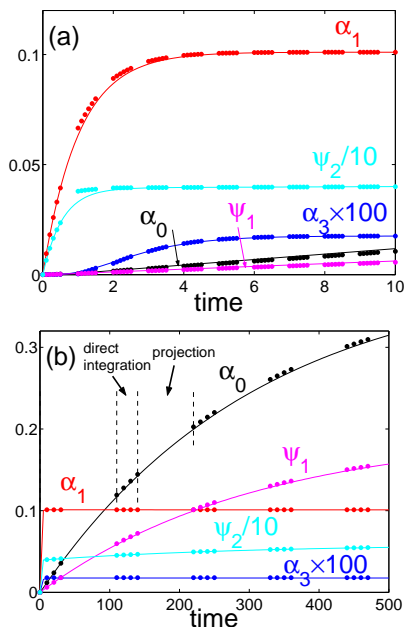 (a)
α₁
0.1
ψ₂/10
0.05
α₀
ψ₁
α₃×100
0
0
2
4
6
8
10
time
(b)
direct
integration
projection
0.3
α₀
0.2
ψ₁
α₁
0.1
ψ₂/10
α₃×100
0
0
100
200
300
400
500
time